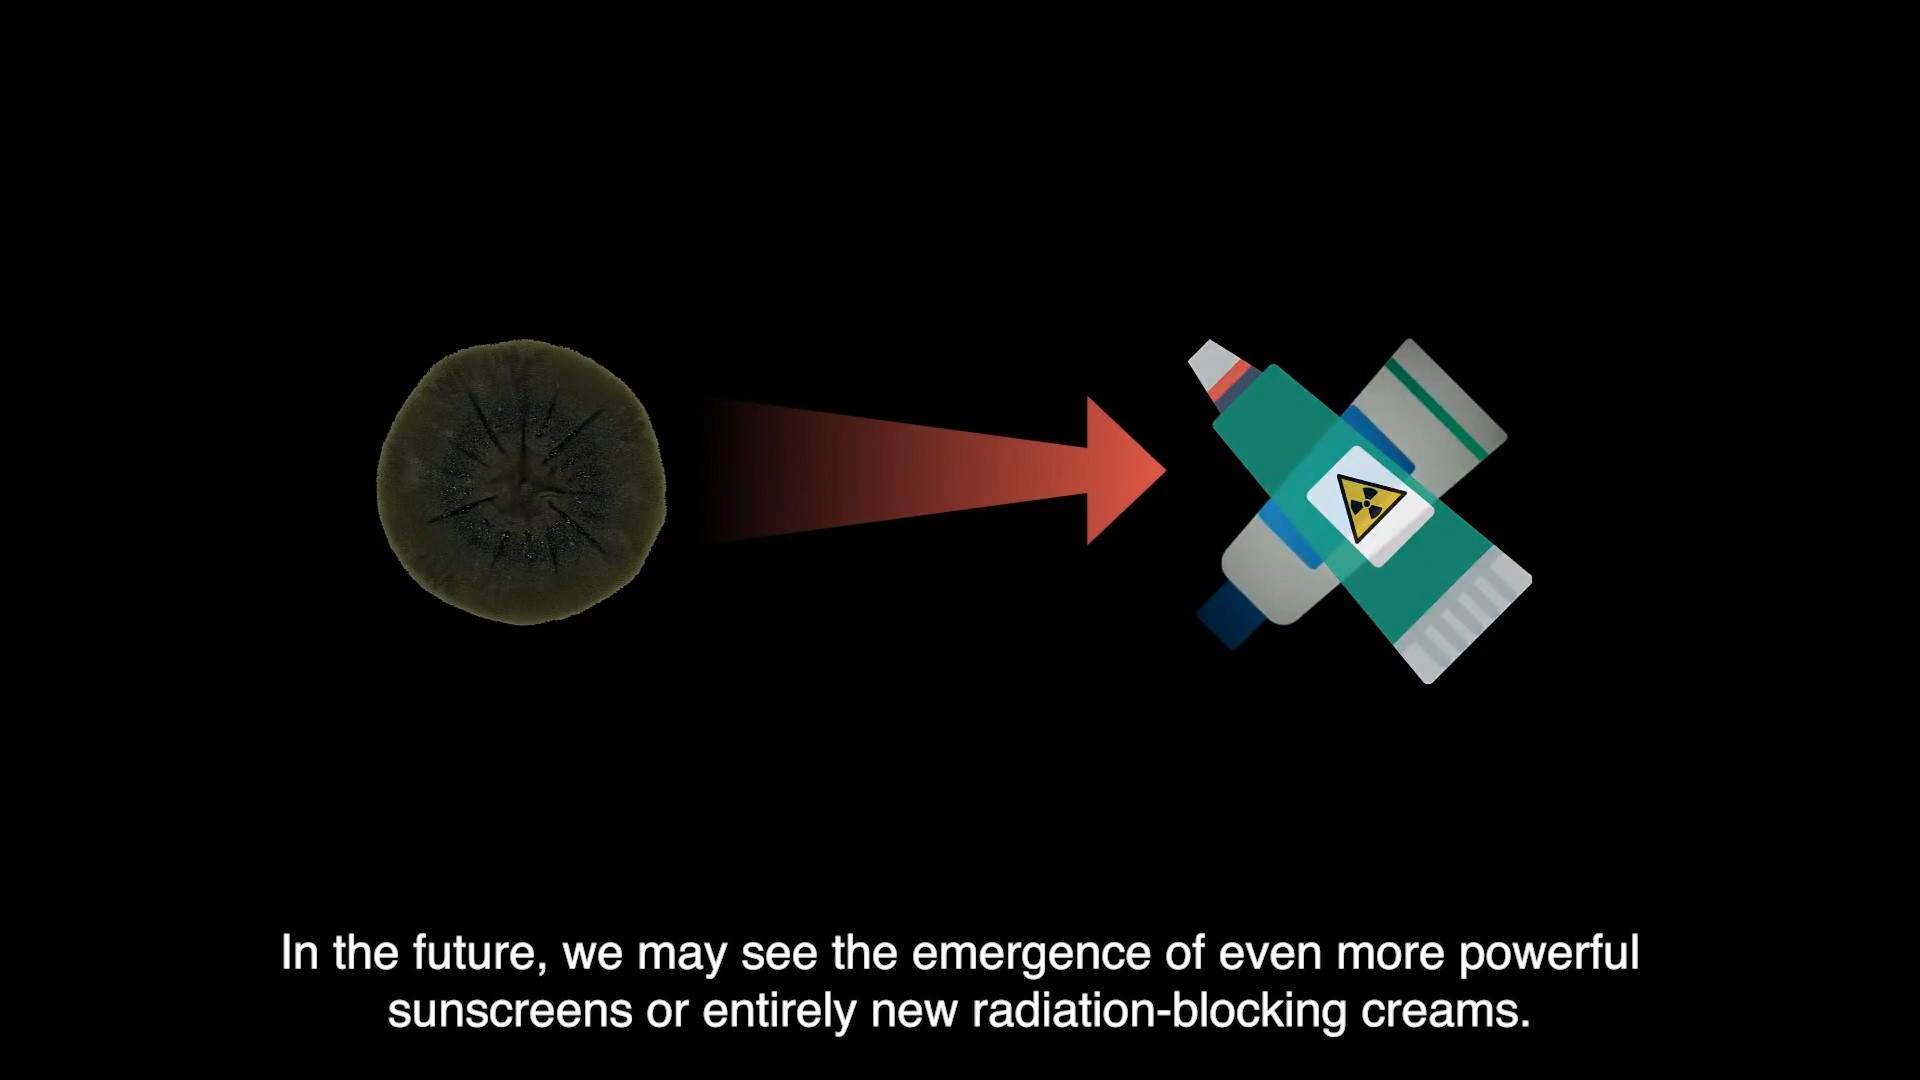 In the future, we may see the emergence of even more powerful
sunscreens or entirely new radiation-blocking creams.